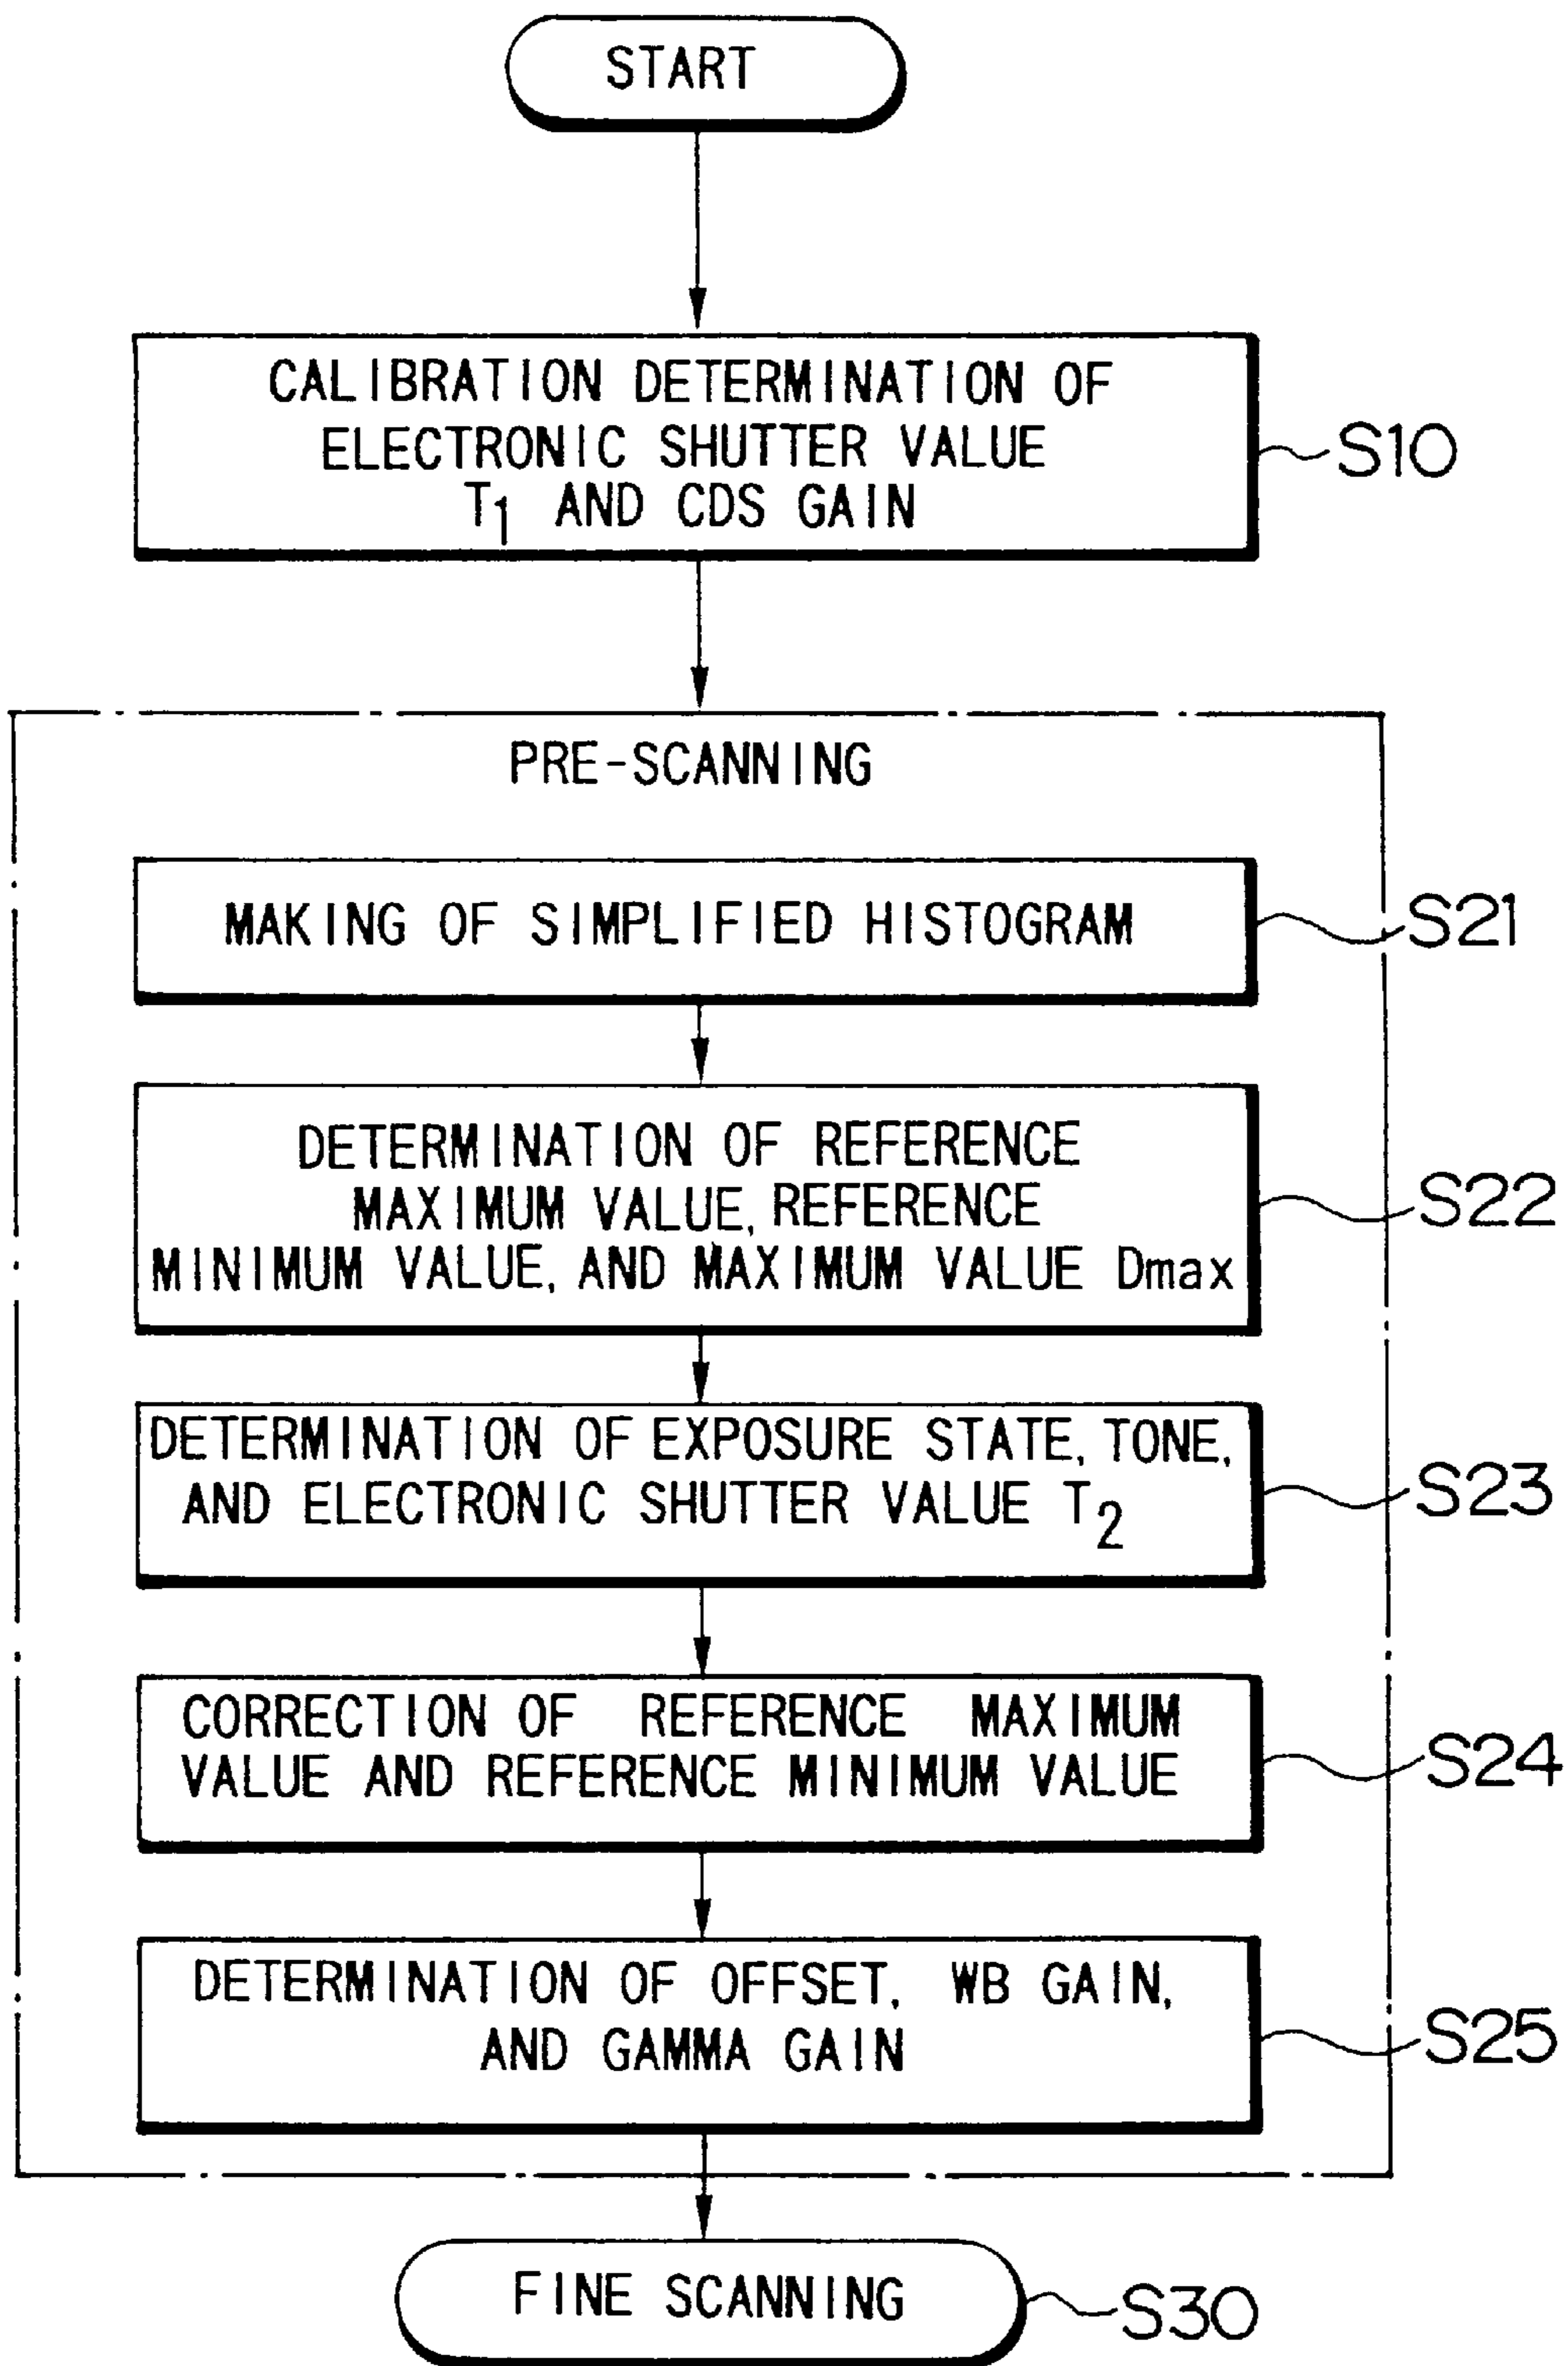 START
CALIBRATION DETERMINATION OF
ELECTRONIC SHUTTER VALUE
T1 AND CDS GAIN
S10
PRE-SCANNING
MAKING OF SIMPLIFIED HISTOGRAM
S21
DETERMINATION OF REFERENCE
MAXIMUM VALUE, REFERENCE
MINIMUM VALUE, AND MAXIMUM VALUE Dmax
S22
DETERMINATION OF EXPOSURE STATE, TONE,
AND ELECTRONIC SHUTTER VALUE T2
S23
CORRECTION OF REFERENCE MAXIMUM
VALUE AND REFERENCE MINIMUM VALUE
S24
DETERMINATION OF OFFSET, WB GAIN,
AND GAMMA GAIN
S25
FINE SCANNING
S30